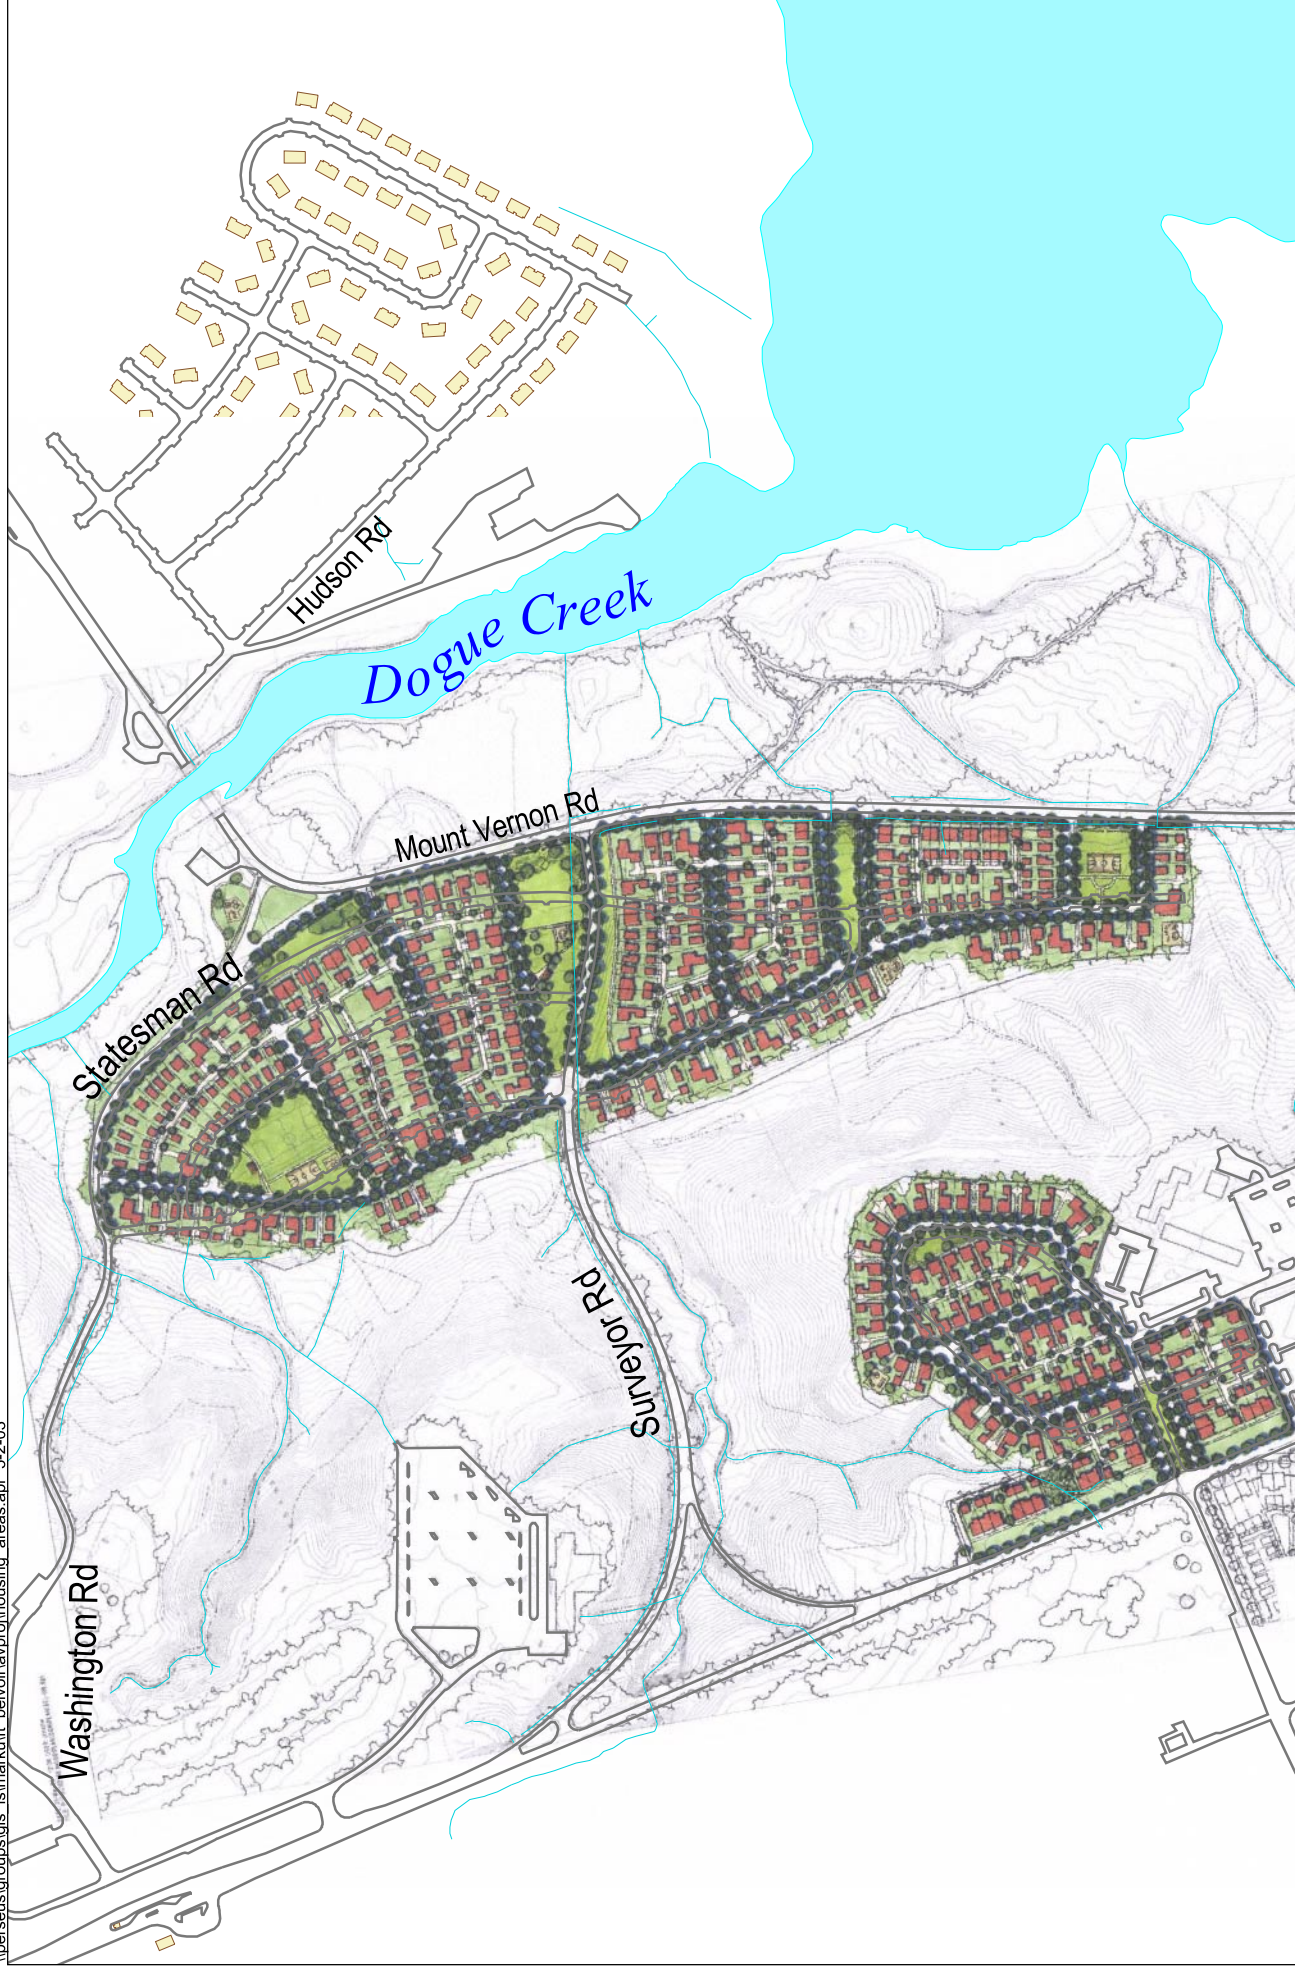 Hudson Rd
Dogue Creek
Mount Vernon Rd
Statesman Rd
Surveyor Rd
Washington Rd